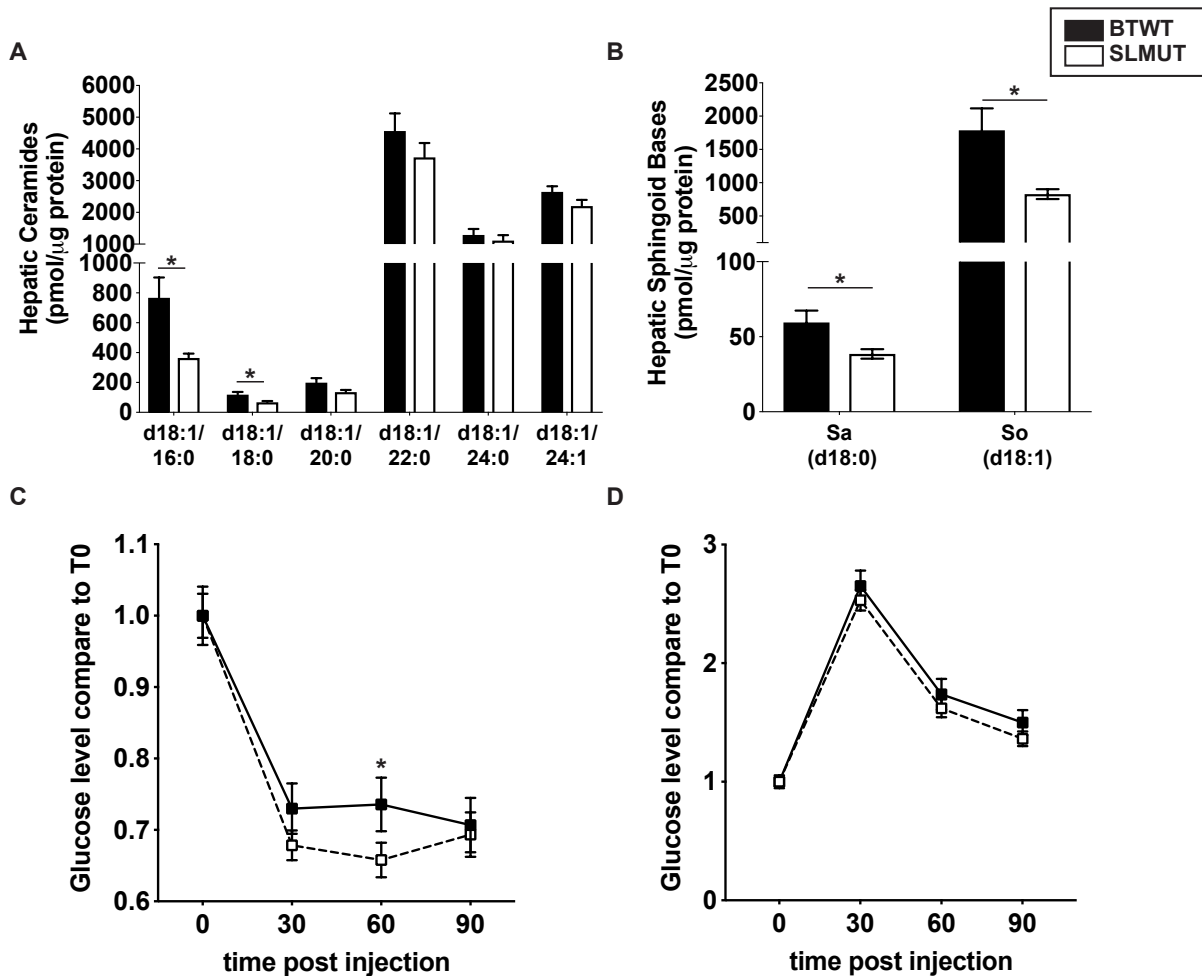 BTWT
SLMUT
A
Hepatic Ceramides
(pmol/µg protein)
6000
5000
4000
3000
2000
1000
1000
800
600
400
200
0
*
*
d18:1/
16:0
d18:1/
18:0
d18:1/
20:0
d18:1/
22:0
d18:1/
24:0
d18:1/
24:1
B
Hepatic Sphingoid Bases
(pmol/µg protein)
2500
2000
1750
1500
1000
500
100
50
0
*
*
Sa
(d18:0)
So
(d18:1)
C
Glucose level compare to T0
1.1
1.0
0.9
0.8
0.7
0.6
*
0 30 60 90
time post injection
D
Glucose level compare to T0
3
2
1
0
0 30 60 90
time post injection